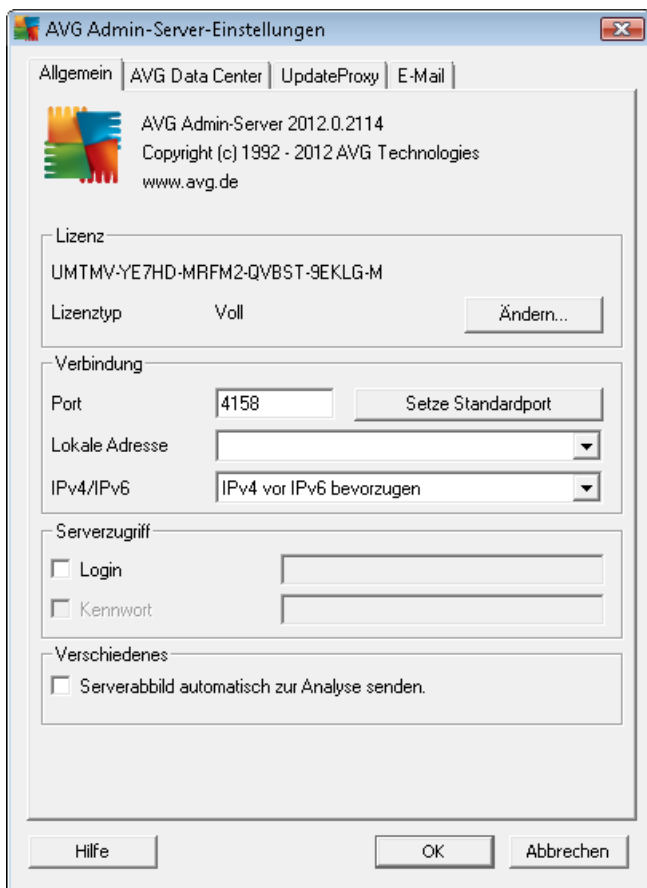 AVG Admin-Server-Einstellungen
Allgemein AVG Data Center UpdateProxy E-Mail
AVG Admin-Server 2012.0.2114
Copyright (c) 1992 - 2012 AVG Technologies
www.avg.de
Lizenz
UMTMV-YE7HD-MRFM2-QVBST-9EKLG-M
Lizenztyp Voll Ändern...
Verbindung
Port 4158 Setze Standardport
Lokale Adresse
IPv4/IPv6 IPv4 vor IPv6 bevorzugen
Serverzugriff
Login
Kennwort
Verschiedenes
Serverabbild automatisch zur Analyse senden.
Hilfe OK Abbrechen